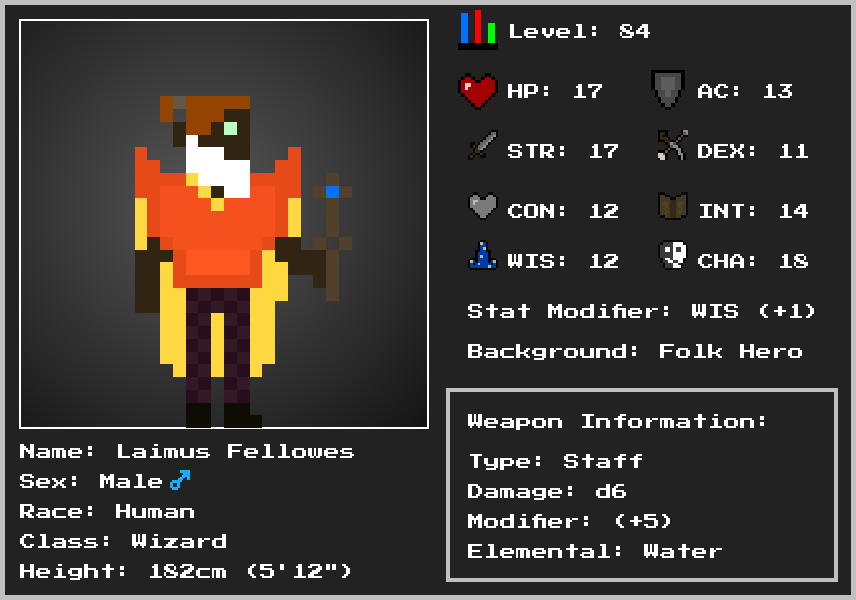 Level: 84
HP: 17
AC: 13
STR: 17
DEX: 11
CON: 12
INT: 14
WIS: 12
CHA: 18
Stat Modifier: WIS (+1)
Background: Folk Hero
Weapon Information:
Type: Staff
Damage: d6
Modifier: (+5)
Elemental: Water
Name: Laimus Fellowes
Sex: Male♂
Race: Human
Class: Wizard
Height: 182cm (5'12")